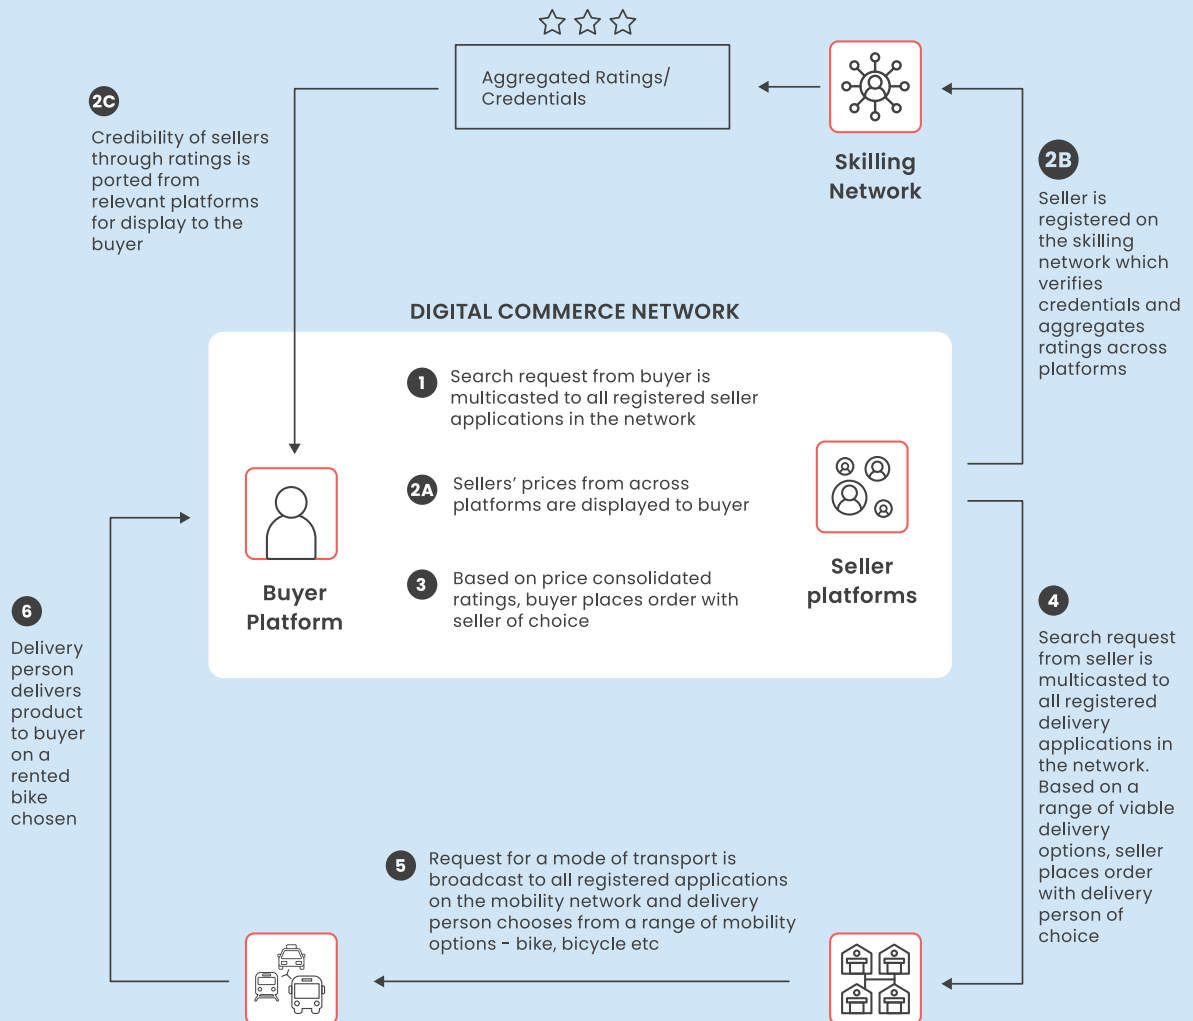 Aggregated Ratings/
Credentials
2C
Credibility of sellers
through ratings is
ported from
relevant platforms
for display to the
buyer
Skilling
Network
2B
Seller is
registered on
the skilling
network which
verifies
credentials and
aggregates
ratings across
platforms
DIGITAL COMMERCE NETWORK
1
Search request from buyer is
multicasted to all registered seller
applications in the network
2A
Sellers' prices from across
platforms are displayed to buyer
3
Based on price consolidated
ratings, buyer places order with
seller of choice
Buyer
Platform
Seller
platforms
4
Search request
from seller is
multicasted to
all registered
delivery
applications in
the network.
Based on a
range of viable
delivery
options, seller
places order
with delivery
person of
choice
5
Request for a mode of transport is
broadcast to all registered applications
on the mobility network and delivery
person chooses from a range of mobility
options - bike, bicycle etc
6
Delivery
person
delivers
product
to buyer
on a
rented
bike
chosen